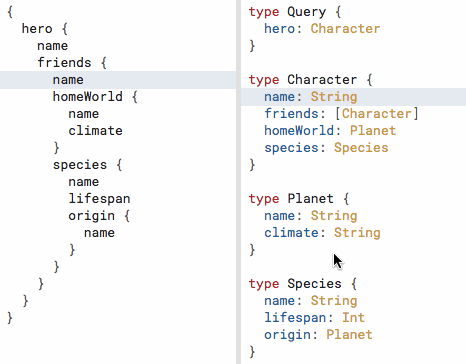 {
  hero {
    name
    friends {
      name
      homeWorld {
        name
        climate
      }
      species {
        name
        lifespan
        origin {
          name
        }
      }
    }
  }
}
type Query {
  hero: Character
}

type Character {
  name: String
  friends: [Character]
  homeWorld: Planet
  species: Species
}

type Planet {
  name: String
  climate: String
}

type Species {
  name: String
  lifespan: Int
  origin: Planet
}